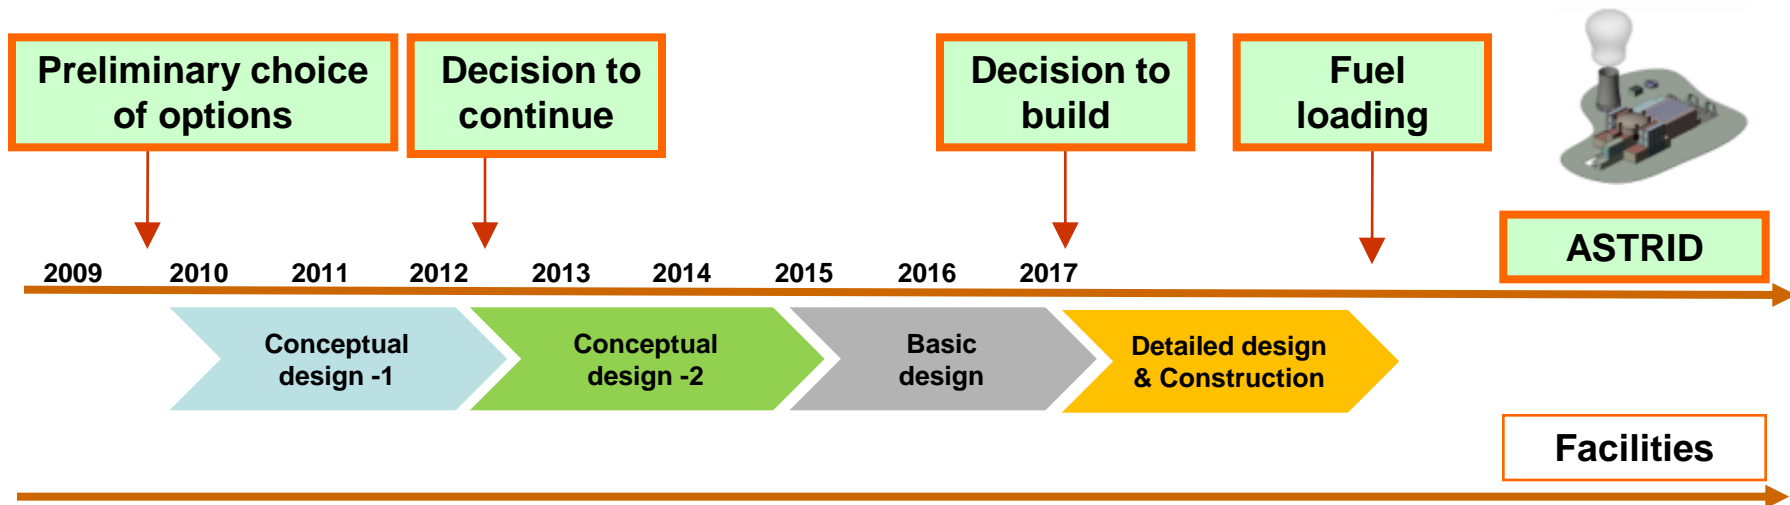 Preliminary choice
of options
Decision to
continue
Decision to
build
Fuel
loading
ASTRID
2009 2010 2011 2012 2013 2014 2015 2016 2017
Conceptual
design -1
Conceptual
design -2
Basic
design
Detailed design
& Construction
Facilities